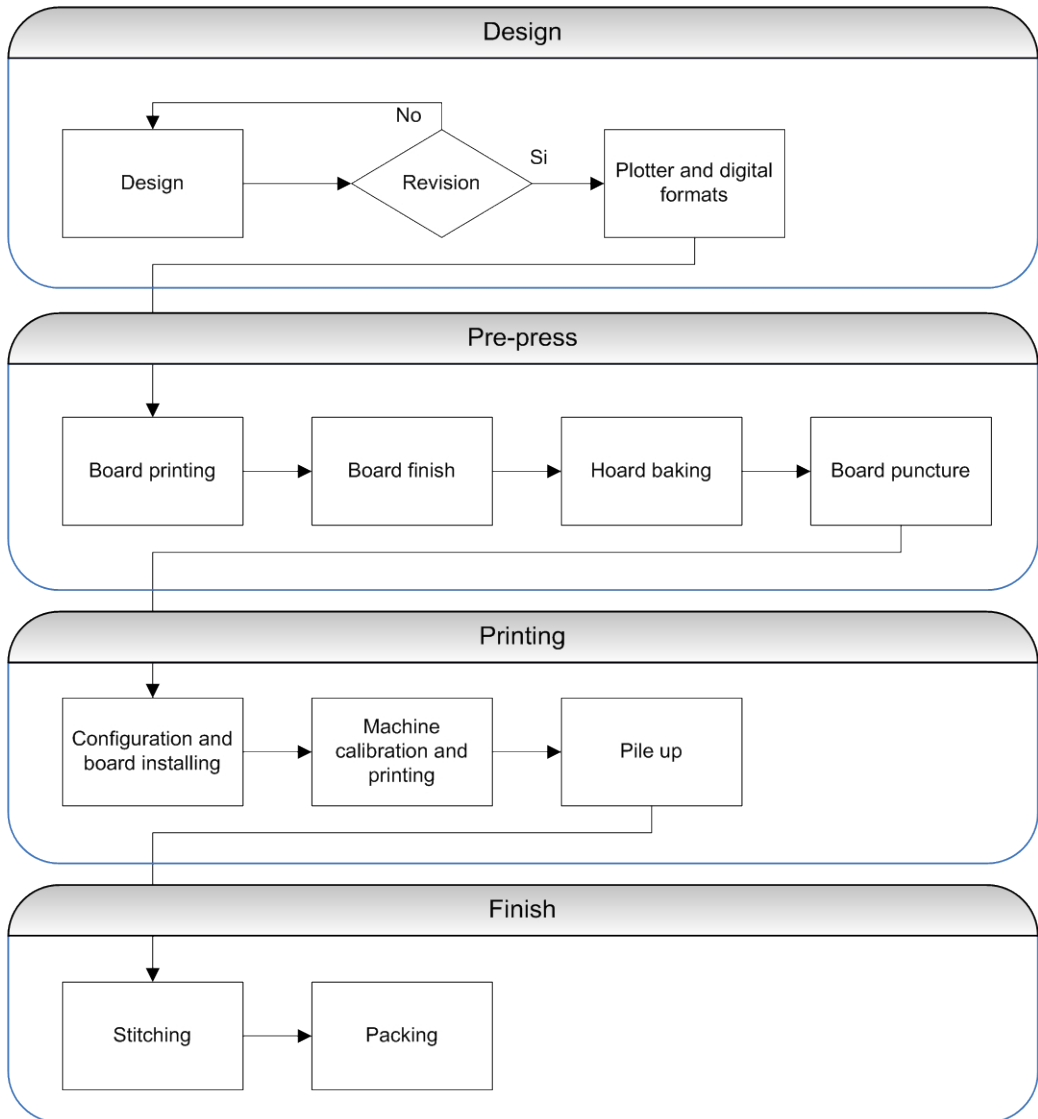 Design
No
Si
Design
Revision
Plotter and digital
formats
Pre-press
Board printing
Board finish
Hoard baking
Board puncture
Printing
Configuration and
board installing
Machine
calibration and
printing
Pile up
Finish
Stitching
Packing